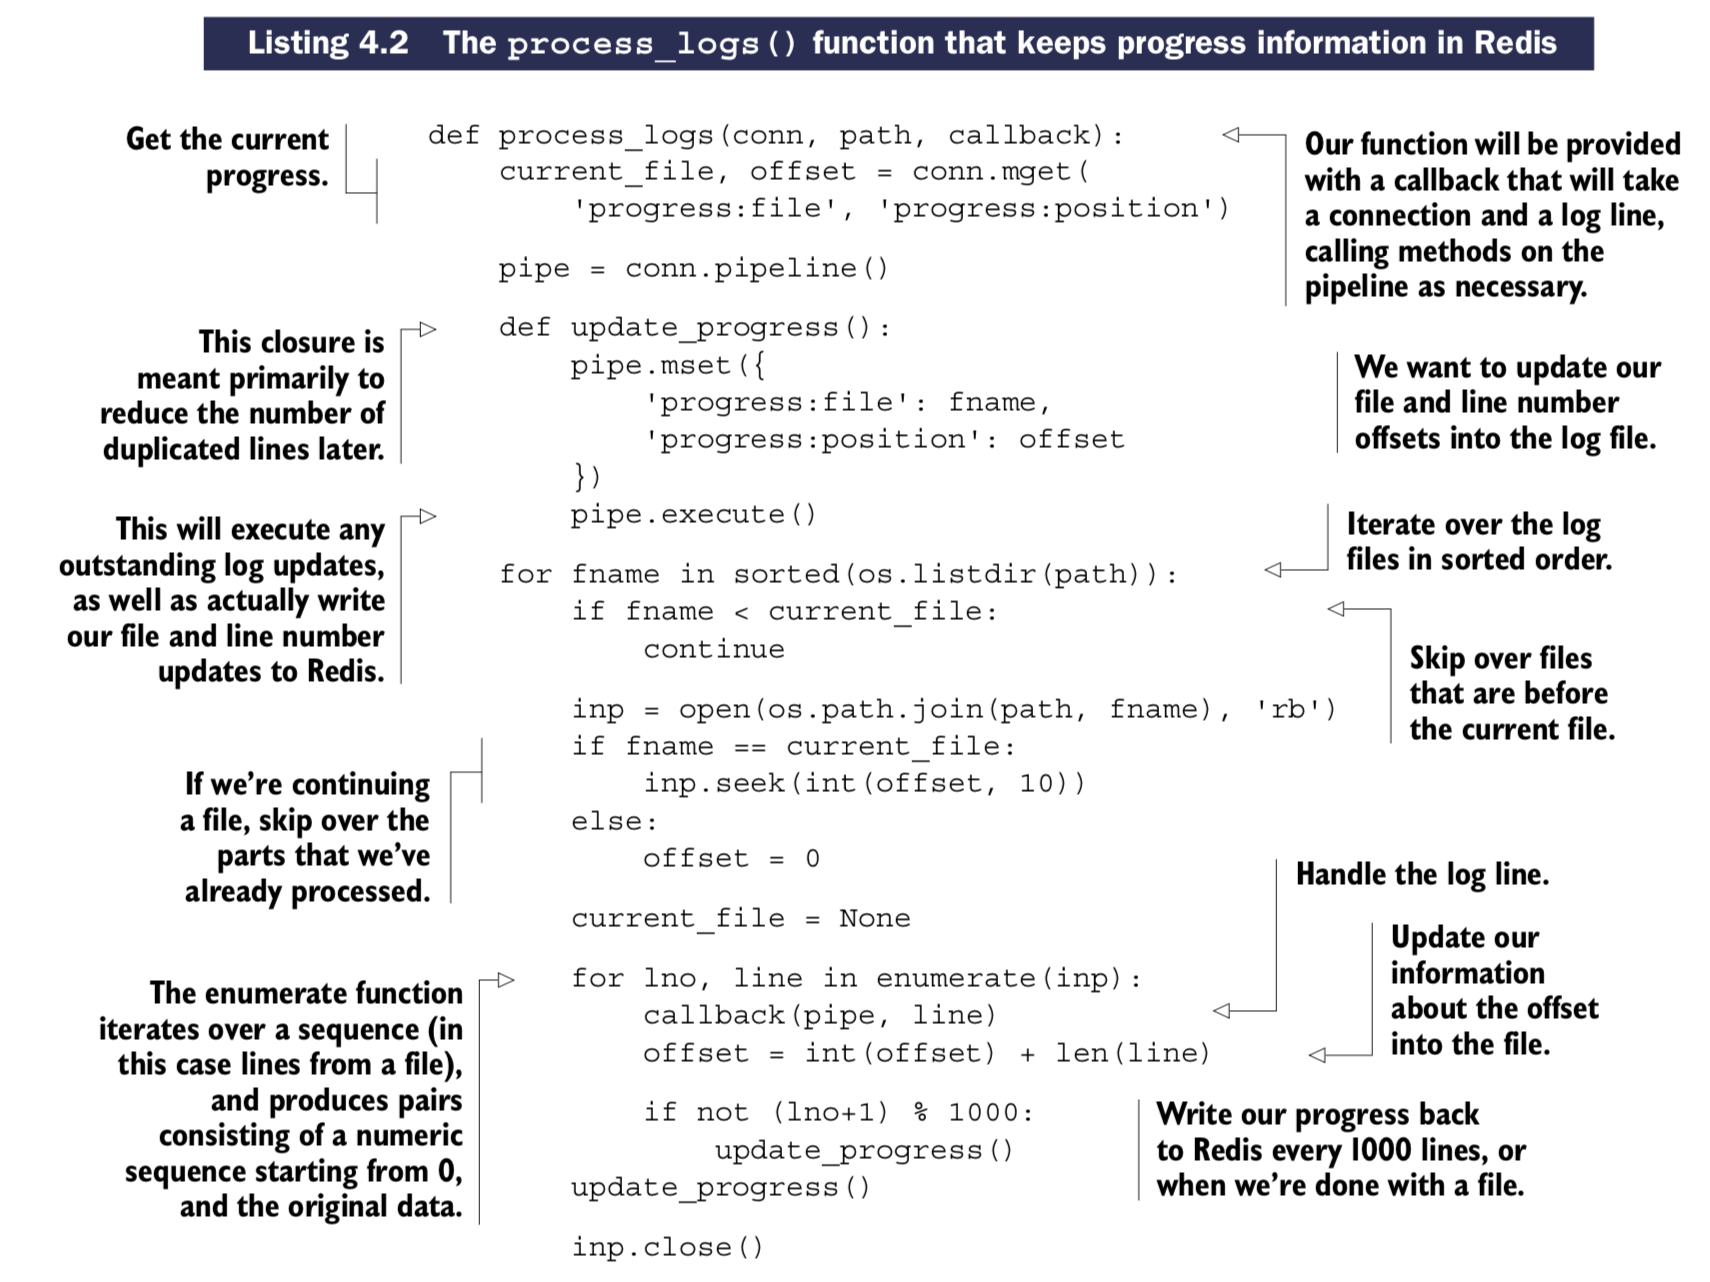 Listing 4.2 The process_logs() function that keeps progress information in Redis
Get the current
progress.
def process_logs(conn, path, callback):
current_file, offset = conn.mget(
'progress:file', 'progress:position')
Our function will be provided
with a callback that will take
a connection and a log line,
calling methods on the
pipeline as necessary.
pipe = conn.pipeline()
This closure is
meant primarily to
reduce the number of
duplicated lines later.
def update_progress():
pipe.mset({
'progress:file': fname,
'progress:position': offset
})
pipe.execute()
We want to update our
file and line number
offsets into the log file.
This will execute any
outstanding log updates,
as well as actually write
our file and line number
updates to Redis.
Iterate over the log
files in sorted order.
for fname in sorted(os.listdir(path)):
if fname < current_file:
continue
Skip over files
that are before
the current file.
inp = open(os.path.join(path, fname), 'rb')
if fname == current_file:
inp.seek(int(offset, 10))
else:
offset = 0
If we're continuing
a file, skip over the
parts that we've
already processed.
current_file = None
Handle the log line.
Update our
information
about the offset
into the file.
The enumerate function
iterates over a sequence (in
this case lines from a file),
and produces pairs
consisting of a numeric
sequence starting from 0,
and the original data.
for lno, line in enumerate(inp):
callback(pipe, line)
offset = int(offset) + len(line)
if not (lno+1) % 1000:
update_progress()
update_progress()
Write our progress back
to Redis every 1000 lines, or
when we're done with a file.
inp.close()